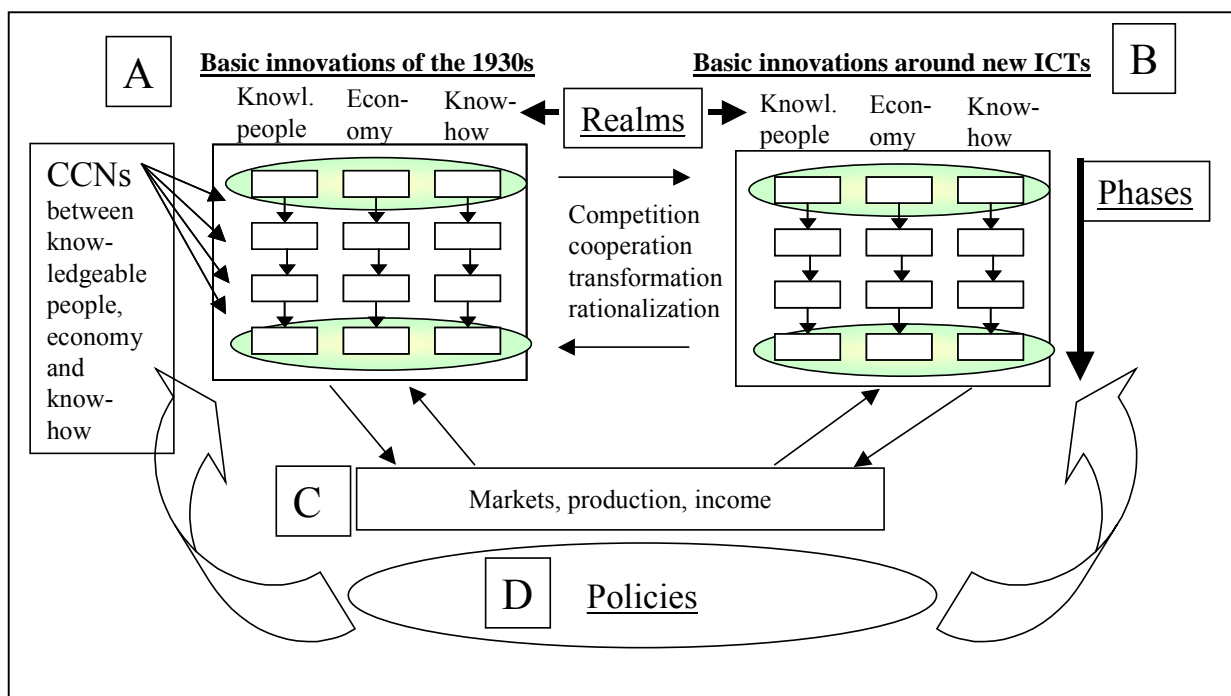 A
Basic innovations of the 1930s
Knowl.
people
Econ-
omy
Know-
how
Realms
Basic innovations around new ICTs
B
Knowl.
people
Econ-
omy
Know-
how
CCNs
between
know-
ledgeable
people,
economy
and
know-
how
Competition
cooperation
transformation
rationalization
Phases
C
Markets, production, income
D
Policies